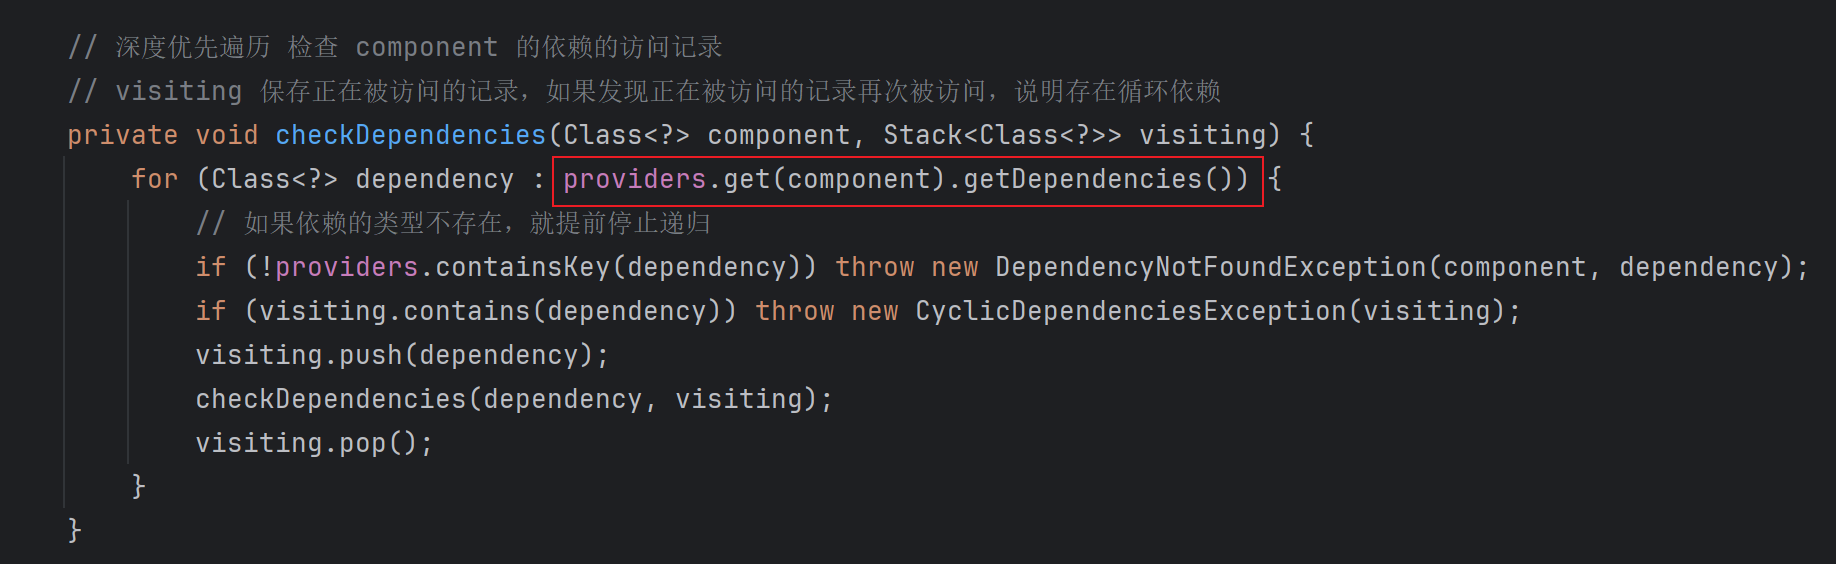 // 深度优先遍历 检查 component 的依赖的访问记录
// visiting 保存正在被访问的记录，如果发现正在被访问的记录再次被访问，说明存在循环依赖
private void checkDependencies(Class<?> component, Stack<Class<?>> visiting) {
for (Class<?> dependency : providers.get(component).getDependencies()) {
// 如果依赖的类型不存在，就提前停止递归
if (!providers.containsKey(dependency)) throw new DependencyNotFoundException(component, dependency);
if (visiting.contains(dependency)) throw new CyclicDependenciesException(visiting);
visiting.push(dependency);
checkDependencies(dependency, visiting);
visiting.pop();
}
}